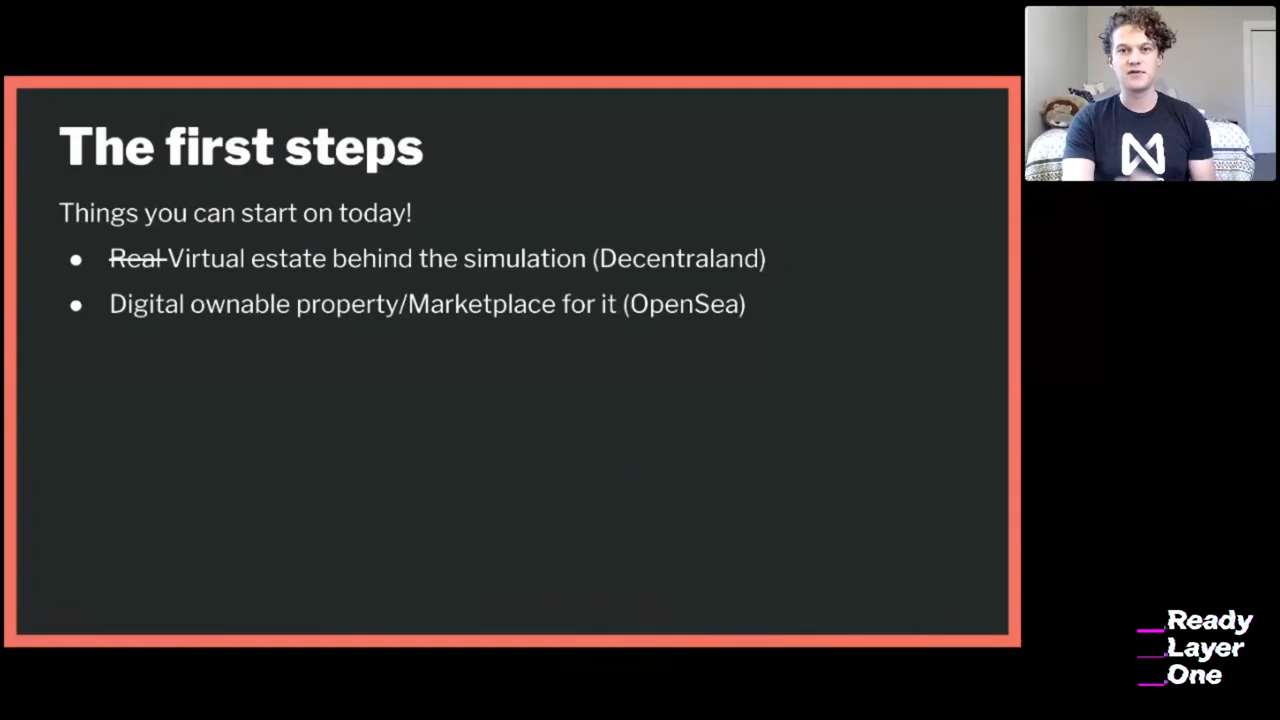 The first steps
Things you can start on today!
● Real Virtual estate behind the simulation (Decentraland)
● Digital ownable property/Marketplace for it (OpenSea)
Ready
Layer
One